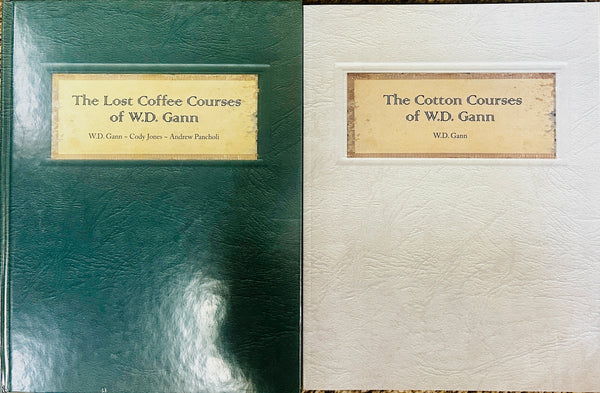 The Lost Coffee Courses
of W.D. Gann
W.D. Gann ~ Cody Jones ~ Andrew Pancholi
The Cotton Courses
of W.D. Gann
W.D. Gann